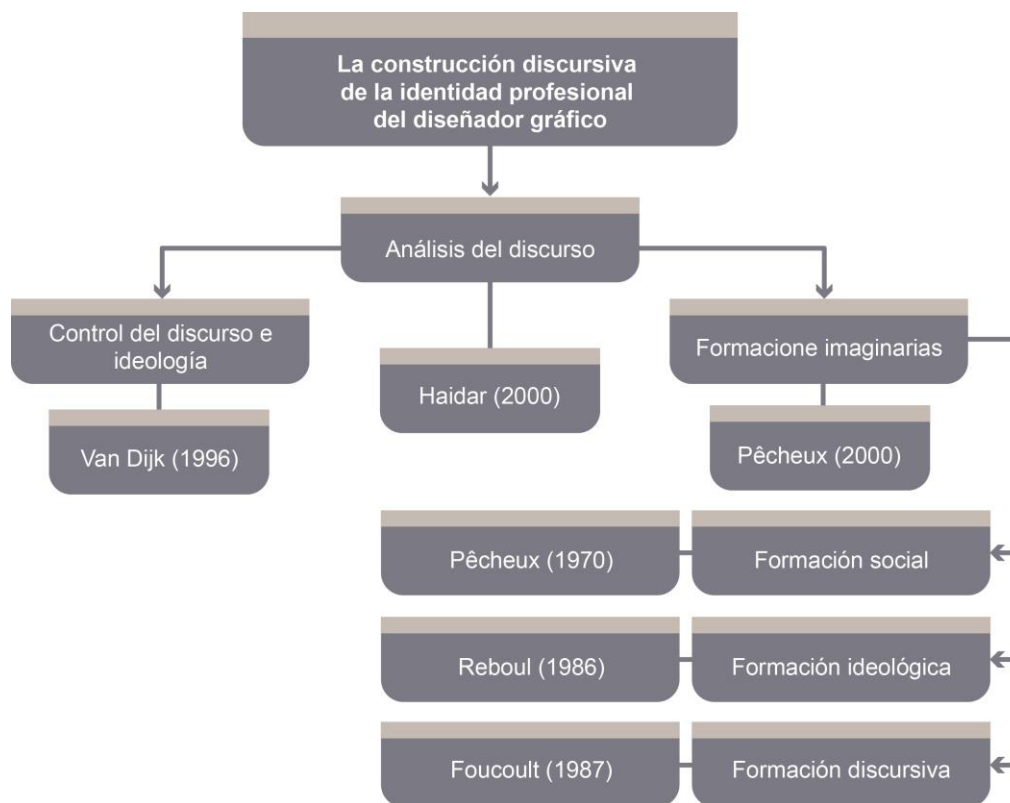 La construcción discursiva
de la identidad profesional
del diseñador gráfico
Análisis del discurso
Control del discurso e
ideología
Haidar (2000)
Formacione imaginarias
Van Dijk (1996)
Pêcheux (2000)
Pêcheux (1970)
Formación social
Reboul (1986)
Formación ideológica
Foucoult (1987)
Formación discursiva